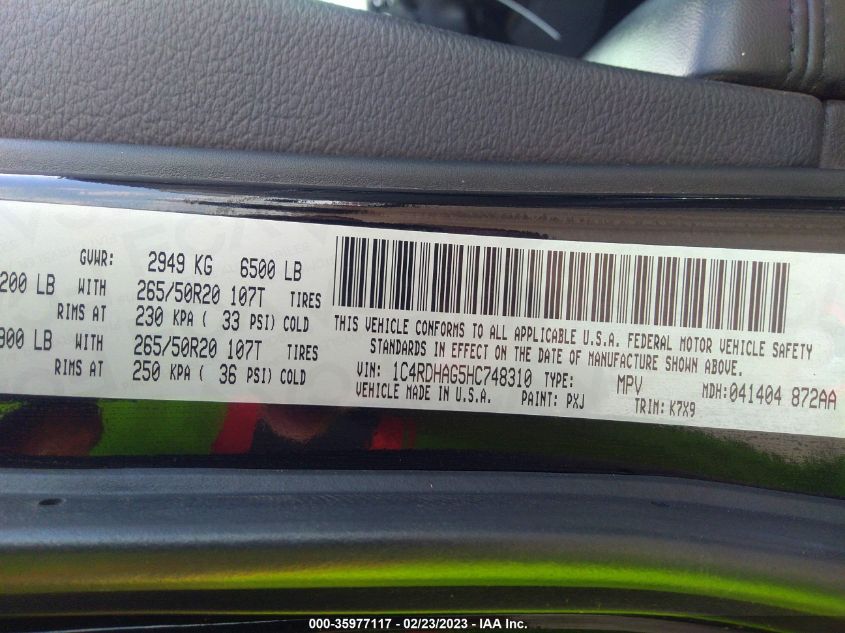 GVWR: 2949 KG 6500 LB
200 LB WITH 265/50R20 107T TIRES
RIMS AT 230 KPA ( 33 PSI) COLD
900 LB WITH 265/50R20 107T TIRES
RIMS AT 250 KPA ( 36 PSI) COLD
THIS VEHICLE CONFORMS TO ALL APPLICABLE U.S.A. FEDERAL MOTOR VEHICLE SAFETY
STANDARDS IN EFFECT ON THE DATE OF MANUFACTURE SHOWN ABOVE.
VIN: 1C4RDHAG5HC748310 TYPE: MPV MDH:041404 872AA
VEHICLE MADE IN U.S.A. PAINT: PXJ TRIM: K7X9
000-35977117 - 02/23/2023 - © IAA Inc.